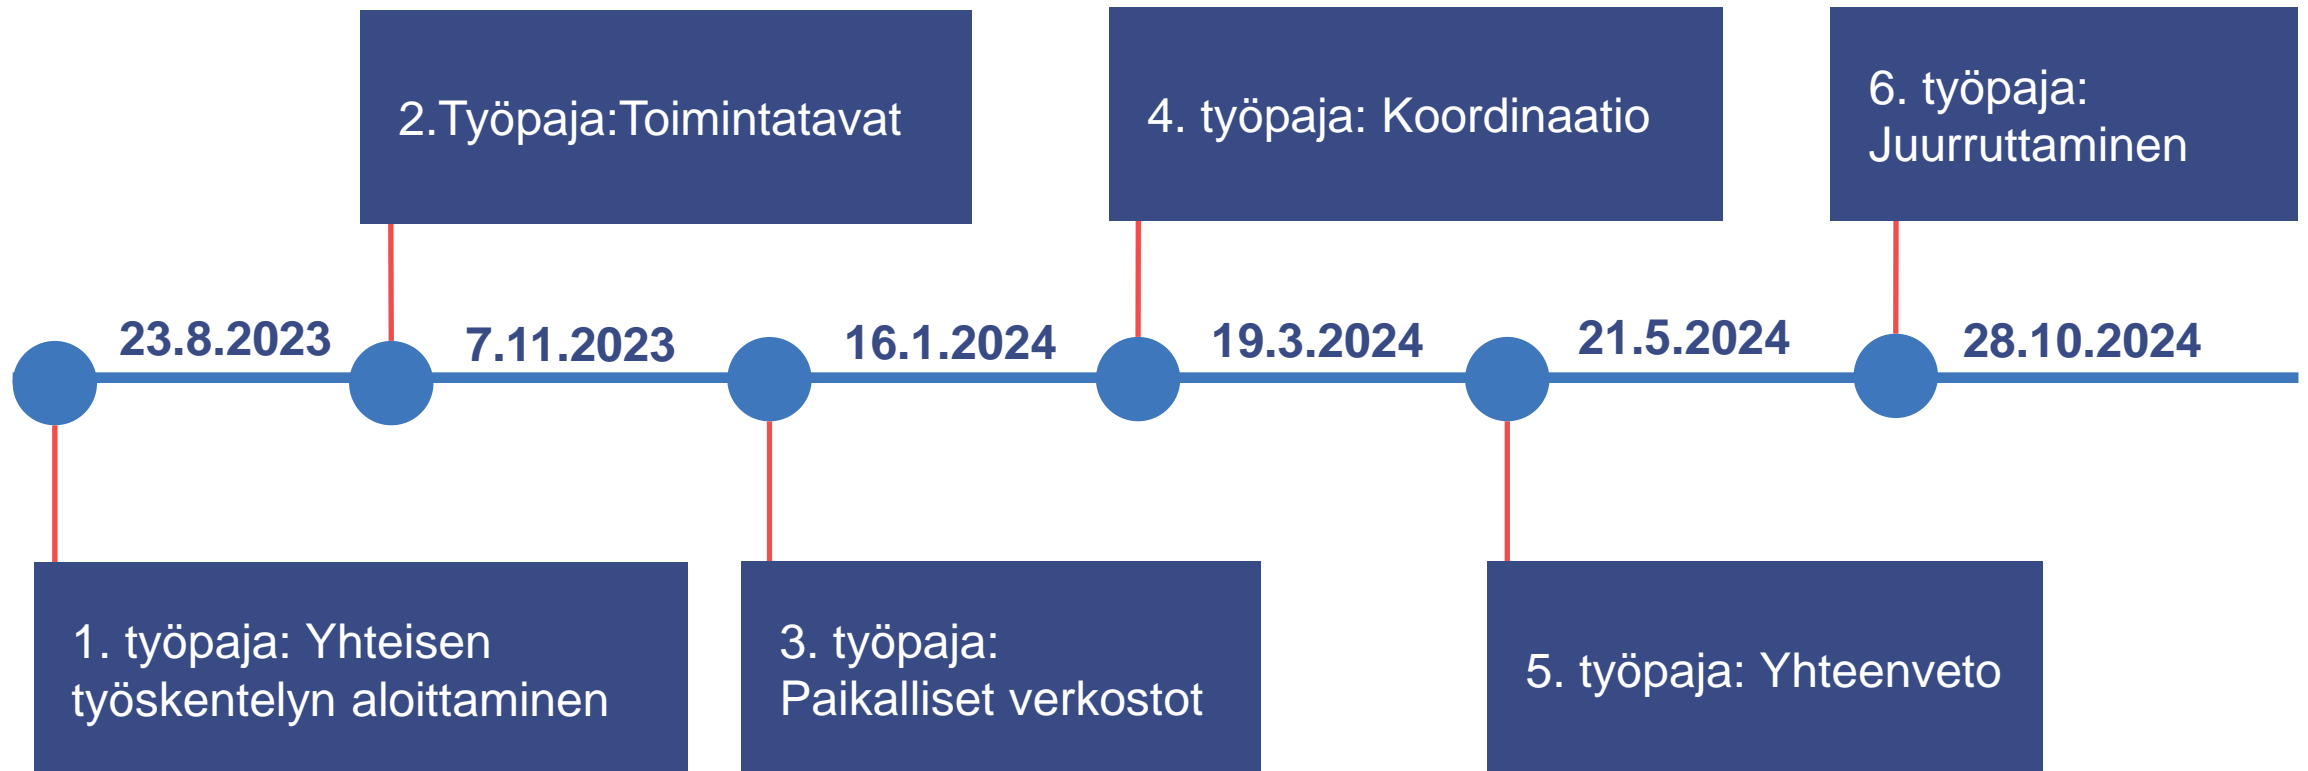 2.Työpaja:Toimintatavat
4. työpaja: Koordinaatio
6. työpaja:
Juurruttaminen
23.8.2023
7.11.2023
16.1.2024
19.3.2024
21.5.2024
28.10.2024
1. työpaja: Yhteisen
työskentelyn aloittaminen
3. työpaja:
Paikalliset verkostot
5. työpaja: Yhteenveto